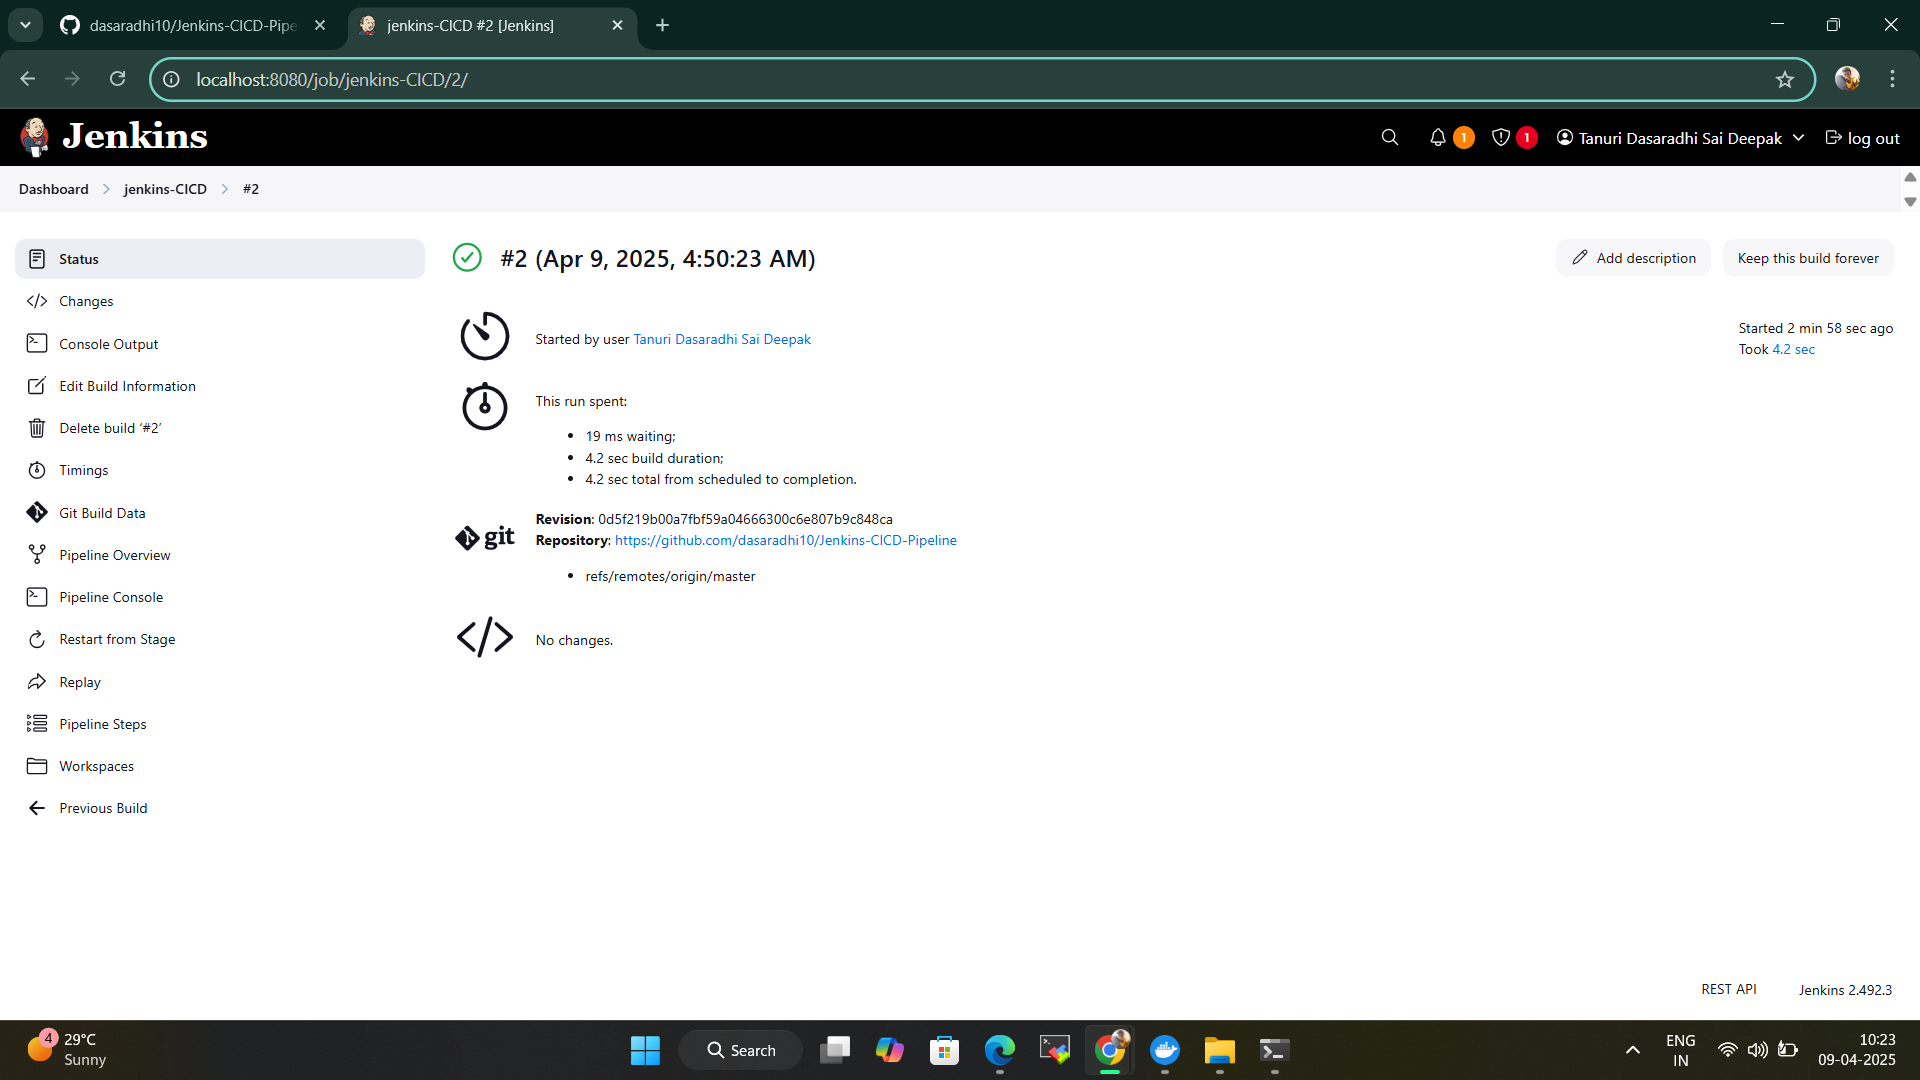 dasaradhi10/Jenkins-CICD-Pipe
jenkins-CICD #2 [Jenkins]
localhost:8080/job/jenkins-CICD/2/
Jenkins
1
1
Tanuri Dasaradhi Sai Deepak
log out
Dashboard
jenkins-CICD
#2
Status
Changes
Console Output
Edit Build Information
Delete build ‘#2’
Timings
Git Build Data
Pipeline Overview
Pipeline Console
Restart from Stage
Replay
Pipeline Steps
Workspaces
Previous Build
#2 (Apr 9, 2025, 4:50:23 AM)
Add description
Keep this build forever
Started by user Tanuri Dasaradhi Sai Deepak
Started 2 min 58 sec ago
Took 4.2 sec
This run spent:
19 ms waiting;
4.2 sec build duration;
4.2 sec total from scheduled to completion.
git
Revision: 0d5f219b00a7fbf59a04666300c6e807b9c848ca
Repository: https://github.com/dasaradhi10/Jenkins-CICD-Pipeline
refs/remotes/origin/master
No changes.
REST API
Jenkins 2.492.3
4
29°C
Sunny
Search
ENG
IN
10:23
09-04-2025